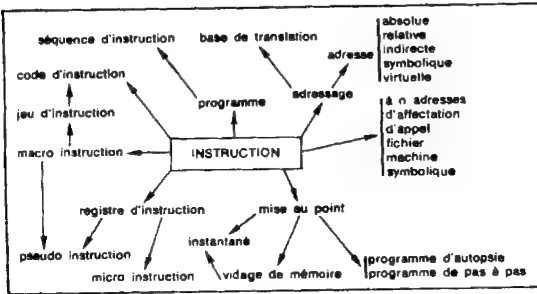 absolue
séquence d'instruction
base de translation
relative
adresse
indirecte
symbolique
code d'instruction
virtuelle
programme
adressage
jeu d'instruction
à n adresses
d'affectation
d'appel
macro instruction
INSTRUCTION
fichier
machine
symbolique
registre d'instruction
mise au point
instantané
pseudo instruction
programme d'autopsie
micro instruction
vidage de mémoire
programme de pas à pas